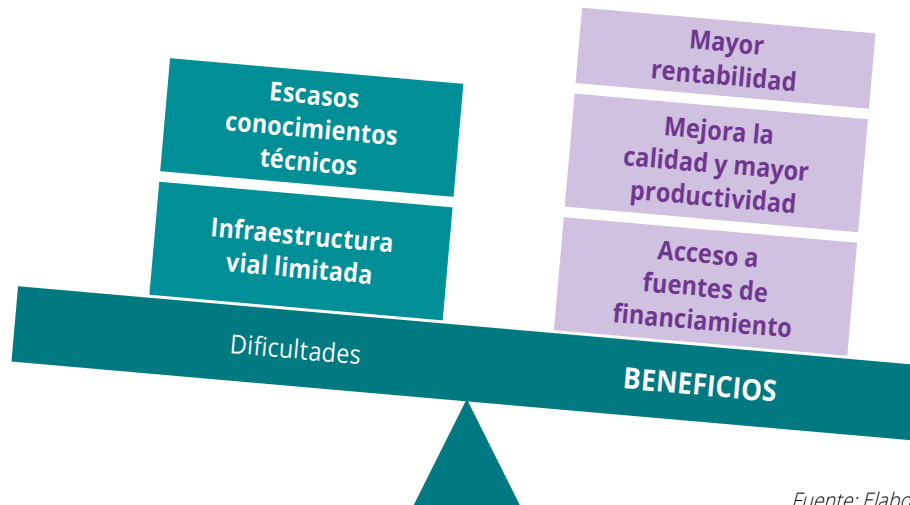 Escasos
conocimientos
técnicos
Infraestructura
vial limitada
Dificultades
Mayor
rentabilidad
Mejora la
calidad y mayor
productividad
Acceso a
fuentes de
financiamiento
BENEFICIOS
Fuente: